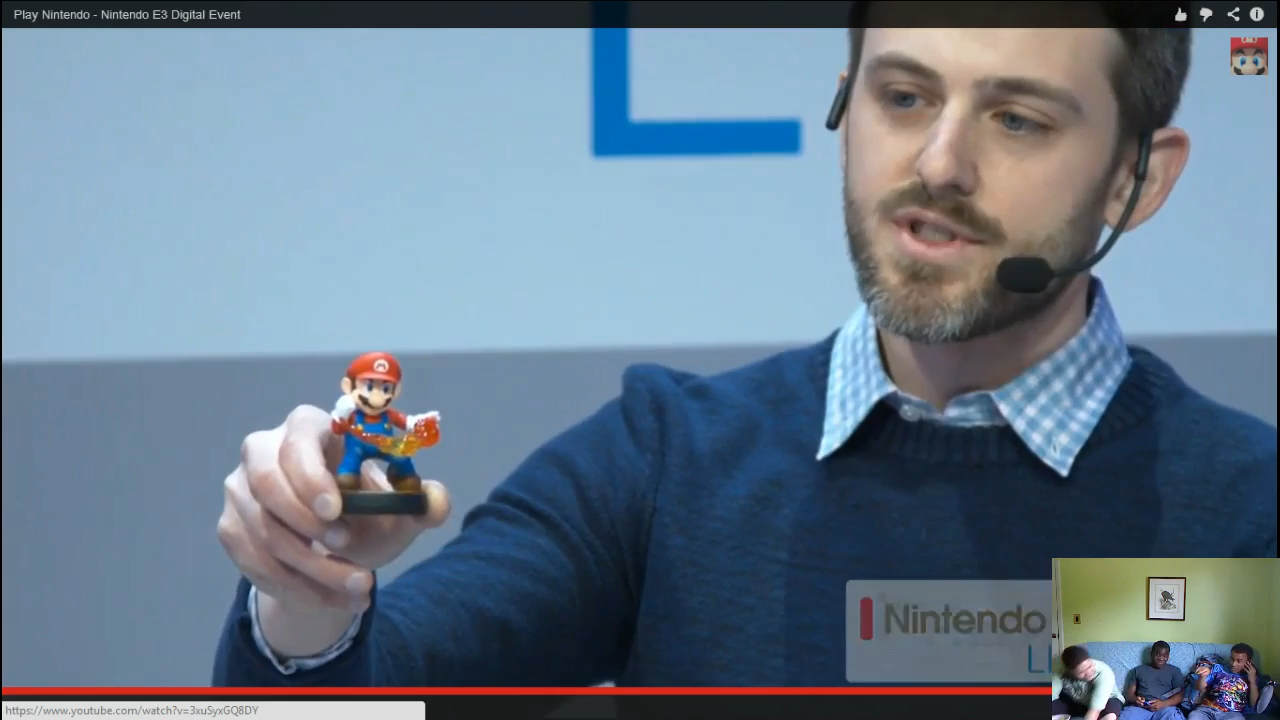 Play Nintendo - Nintendo E3 Digital Event
L
M
Nintendo
https://www.youtube.com/watch?v=3xuSyxGQ8DY